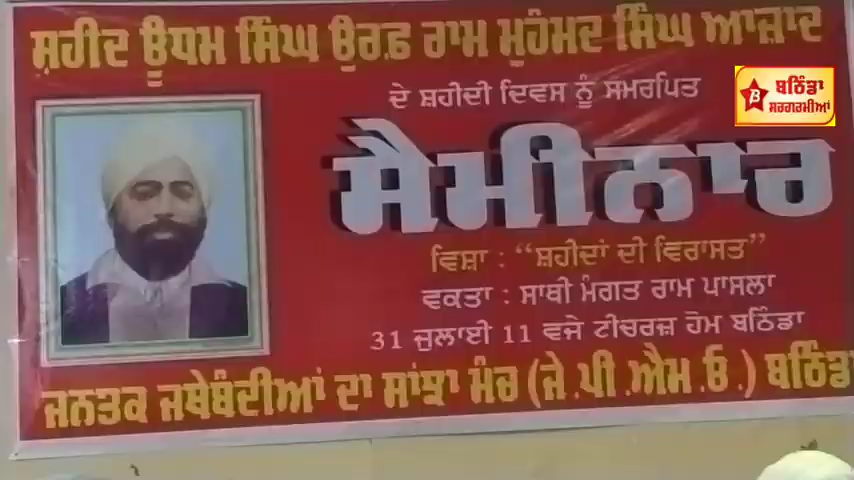 ਸ਼ਹੀਦ ਊਧਮ ਸਿੰਘ ਉਰਫ਼ ਰਾਮ ਮੁਹੰਮਦ ਸਿੰਘ ਆਜ਼ਾਦ
ਦੇ ਸ਼ਹੀਦੀ ਦਿਵਸ ਨੂੰ ਸਮਰਪਿਤ
ਬਠਿੰਡਾ
ਸਰਗਰਮੀਆਂ
B
ਸੈਮੀਨਾਰ
ਵਿਸ਼ਾ : “ਸ਼ਹੀਦਾਂ ਦੀ ਵਿਰਾਸਤ”
ਵਕਤਾ : ਸਾਥੀ ਮੰਗਤ ਰਾਮ ਪਾਸਲਾ
31 ਜੁਲਾਈ 11 ਵਜੇ ਟੀਚਰਜ਼ ਹੋਮ ਬਠਿੰਡਾ
ਜਨਤਕ ਜਥੇਬੰਦੀਆਂ ਦਾ ਸਾਂਝਾ ਮੰਚ (ਜੇ.ਪੀ.ਐਮ.ਓ.) ਬਠਿੰਡਾ